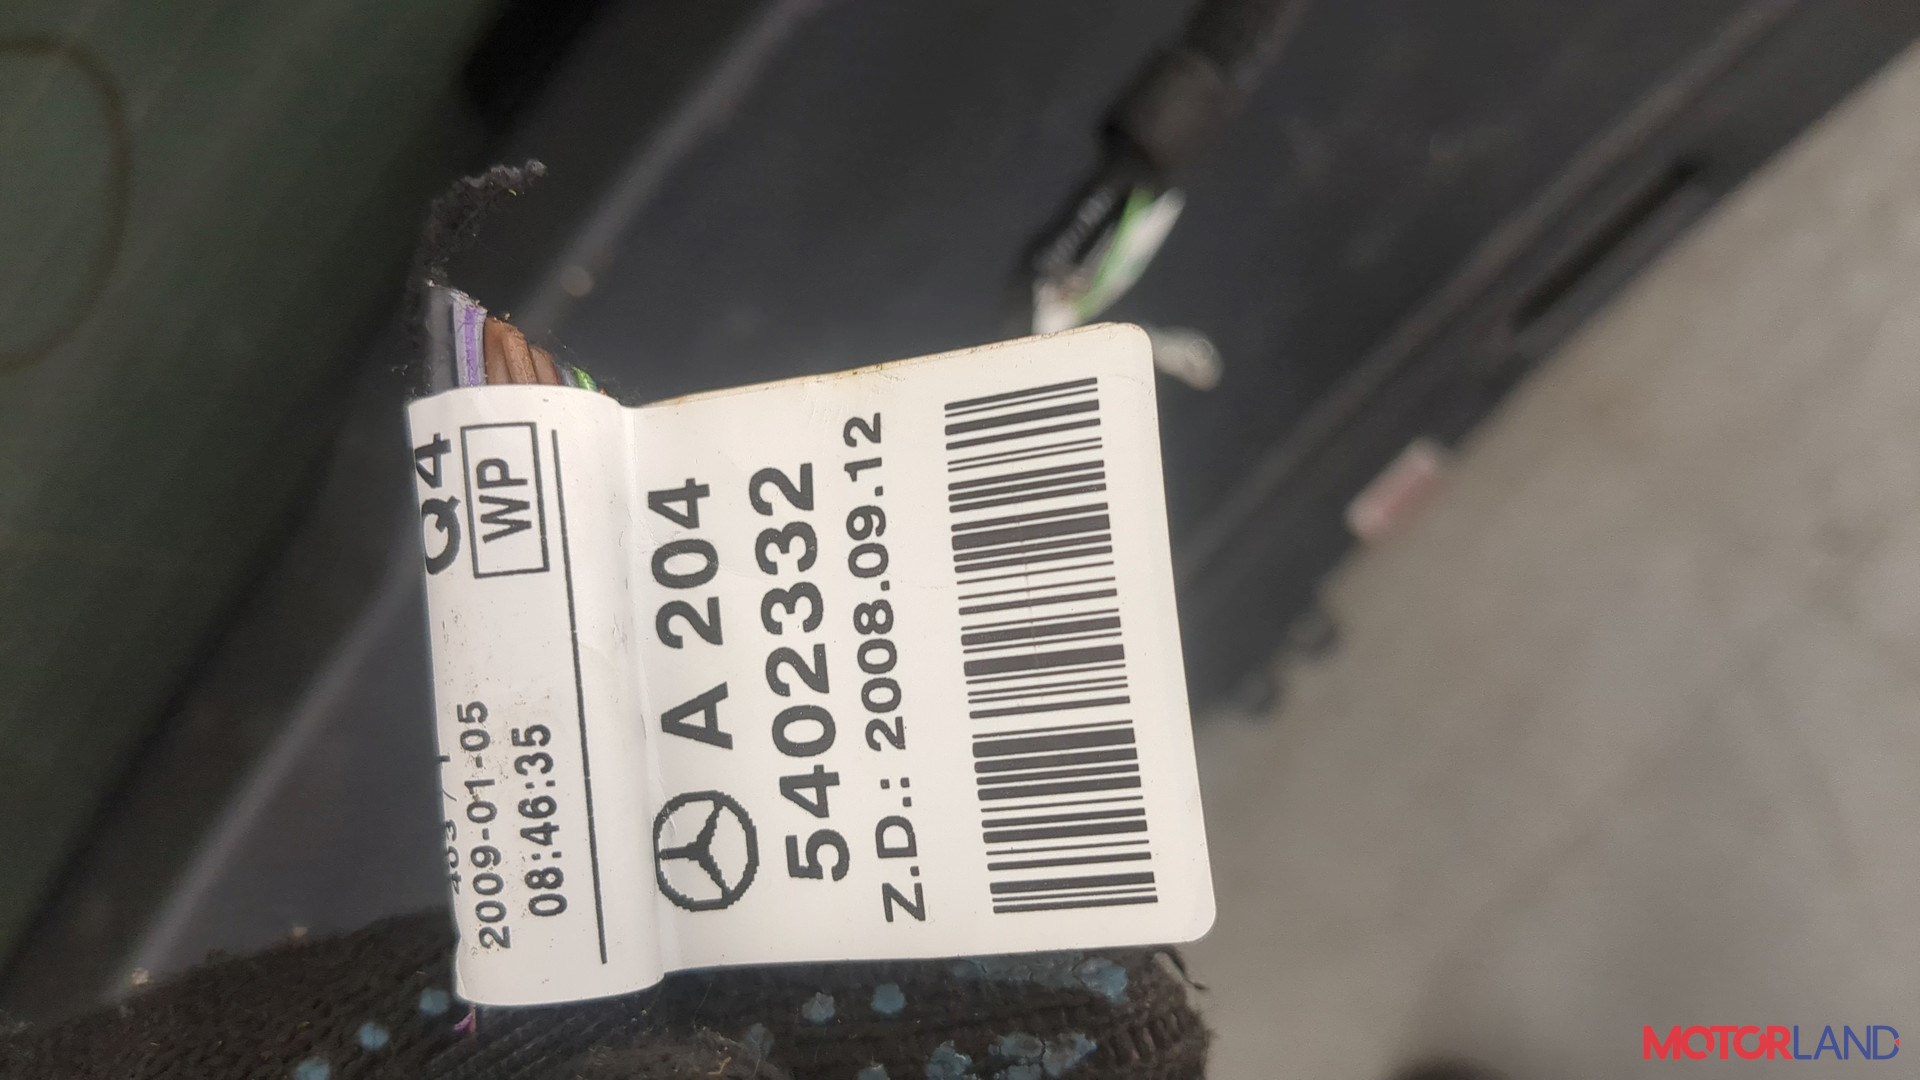 Q4
WP
2009-01-05
08:46:35
A 204
5402332
Z.D.: 2008.09.12
MOTORLAND